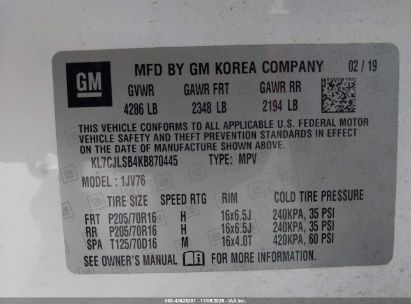 GM
MFD BY GM KOREA COMPANY 02 / 19
GVWR GAWR FRT GAWR RR
4286 LB 2348 LB 2194 LB
THIS VEHICLE CONFORMS TO ALL APPLICABLE U.S. FEDERAL MOTOR
VEHICLE SAFETY AND THEFT PREVENTION STANDARDS IN EFFECT ON
THE DATE OF MANUFACTURE SHOWN ABOVE.
KL7CJLSB4KB870445 TYPE: MPV
MODEL: 1JV76
TIRE SIZE SPEED RTG RIM COLD TIRE PRESSURE
FRT P205/70R16 H 16x6.5J 240KPA, 35 PSI
RR P205/70R16 H 16x6.5J 240KPA, 35 PSI
SPA T125/70D16 M 16x4.0T 420KPA, 60 PSI
SEE OWNER'S MANUAL FOR MORE INFORMATION.